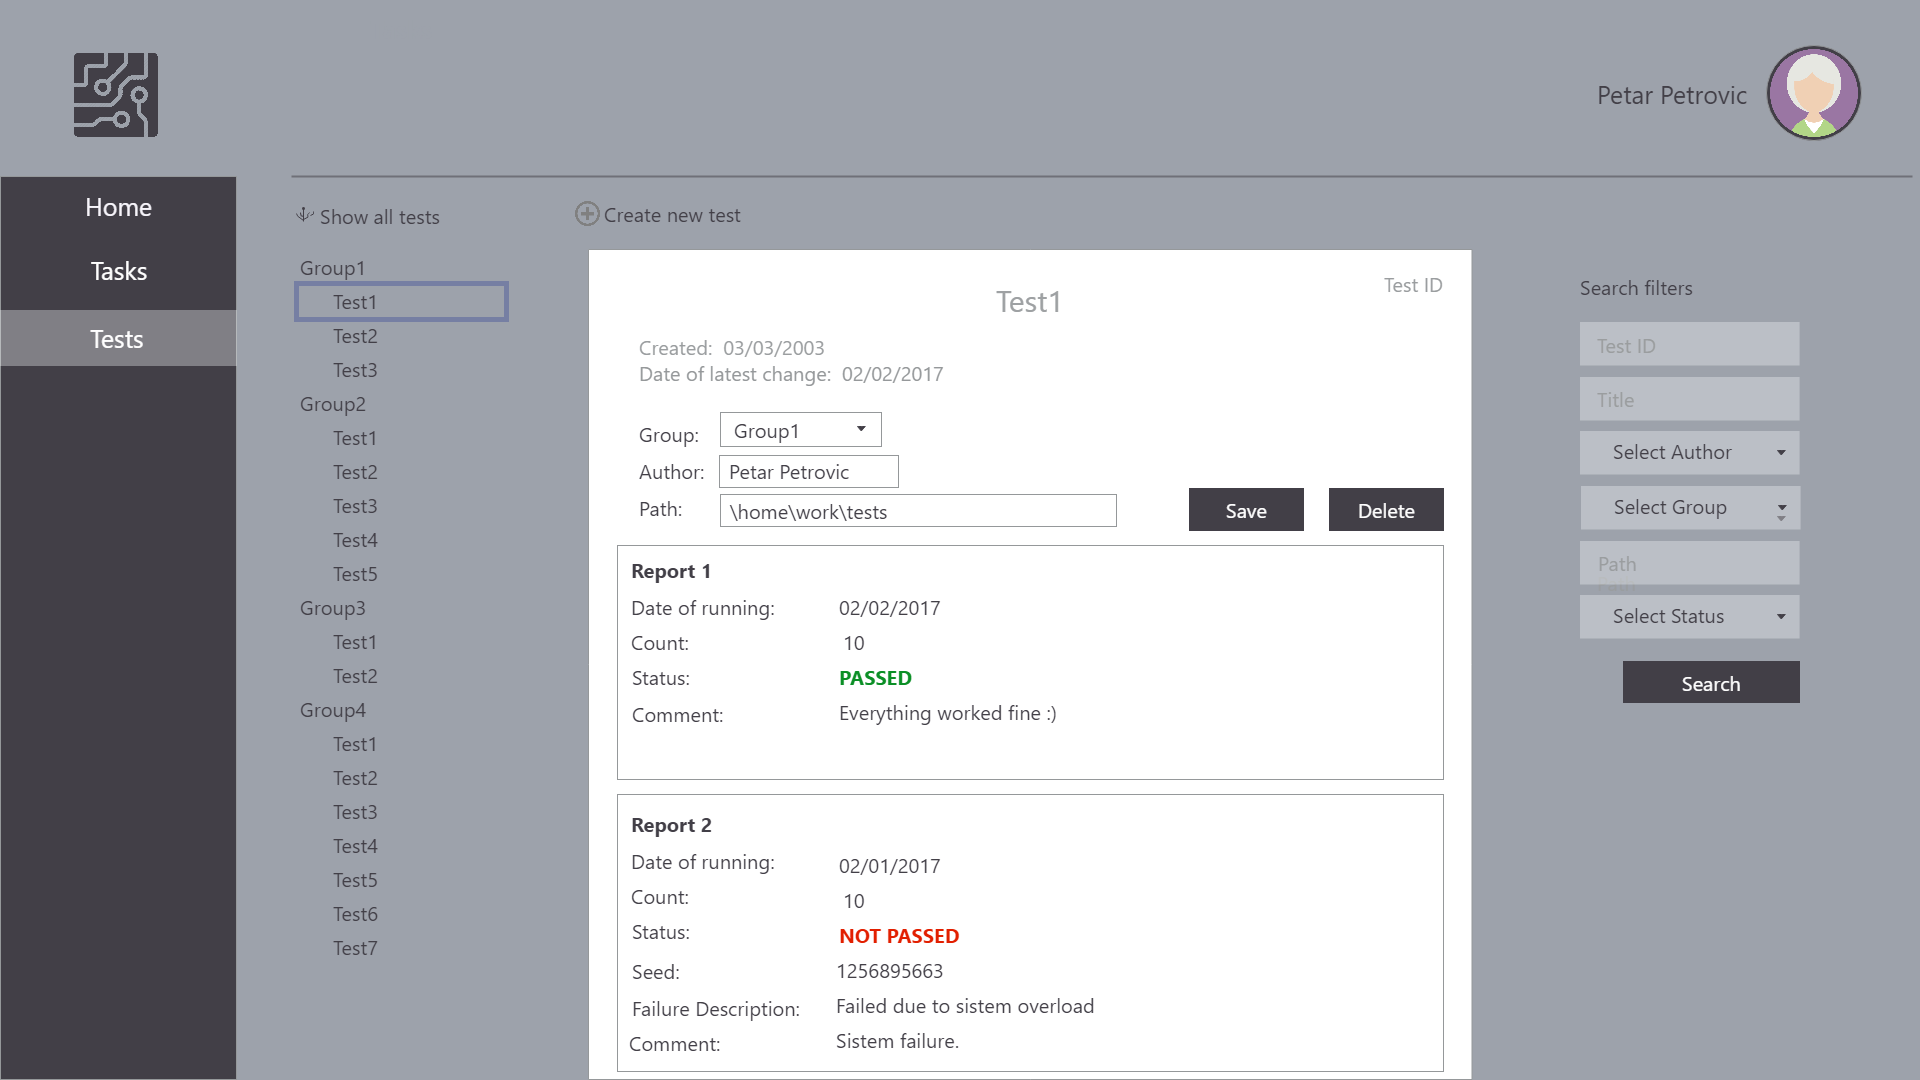 Petar Petrovic
Home
Tasks
Tests
Show all tests
Group1
Test1
Test2
Test3
Group2
Test1
Test2
Test3
Test4
Test5
Group3
Test1
Test2
Group4
Test1
Test2
Test3
Test4
Test5
Test6
Test7
Create new test
Test ID
Test1
Created: 03/03/2003
Date of latest change: 02/02/2017
Group: Group1
Author: Petar Petrovic
Path: \home\work\tests
Save Delete
Report 1
Date of running: 02/02/2017
Count: 10
Status: PASSED
Comment: Everything worked fine :)
Report 2
Date of running: 02/01/2017
Count: 10
Status: NOT PASSED
Seed: 1256895663
Failure Description: Failed due to sistem overload
Comment: Sistem failure.
Search filters
Test ID
Title
Select Author
Select Group
Path
Path
Select Status
Search